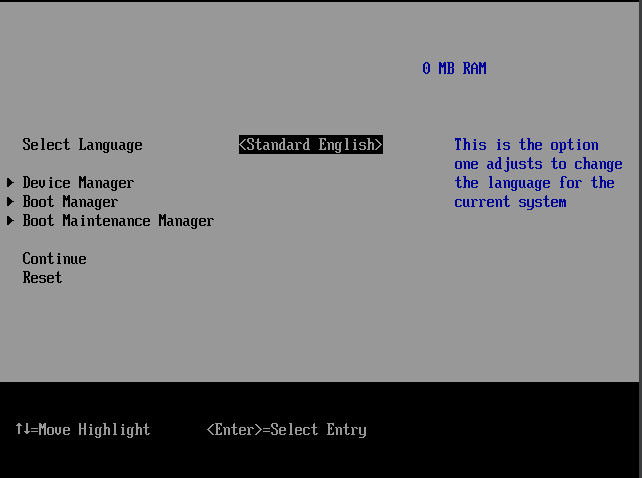 0 MB RAM
Select Language <Standard English> This is the option
one adjusts to change
Device Manager the language for the
Boot Manager current system
Boot Maintenance Manager
Continue
Reset
↑↓=Move Highlight <Enter>=Select Entry